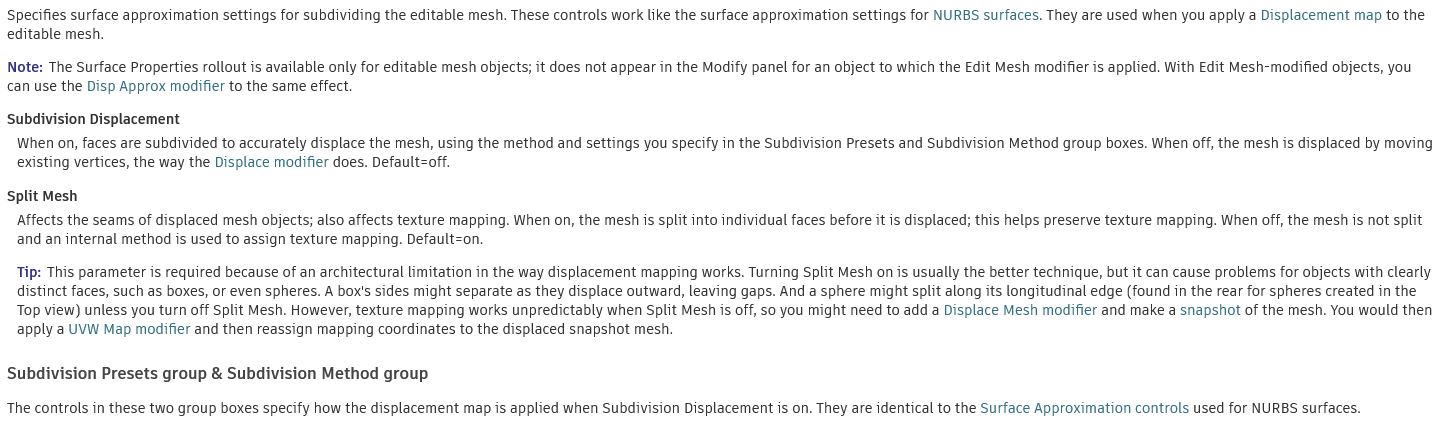 Specifies surface approximation settings for subdividing the editable mesh. These controls work like the surface approximation settings for NURBS surfaces. They are used when you apply a Displacement map to the
editable mesh.
Note: The Surface Properties rollout is available only for editable mesh objects; it does not appear in the Modify panel for an object to which the Edit Mesh modifier is applied. With Edit Mesh-modified objects, you
can use the Disp Approx modifier to the same effect.
Subdivision Displacement
When on, faces are subdivided to accurately displace the mesh, using the method and settings you specify in the Subdivision Presets and Subdivision Method group boxes. When off, the mesh is displaced by moving
existing vertices, the way the Displace modifier does. Default=off.
Split Mesh
Affects the seams of displaced mesh objects; also affects texture mapping. When on, the mesh is split into individual faces before it is displaced; this helps preserve texture mapping. When off, the mesh is not split
and an internal method is used to assign texture mapping. Default=on.
Tip: This parameter is required because of an architectural limitation in the way displacement mapping works. Turning Split Mesh on is usually the better technique, but it can cause problems for objects with clearly
distinct faces, such as boxes, or even spheres. A box's sides might separate as they displace outward, leaving gaps. And a sphere might split along its longitudinal edge (found in the rear for spheres created in the
Top view) unless you turn off Split Mesh. However, texture mapping works unpredictably when Split Mesh is off, so you might need to add a Displace Mesh modifier and make a snapshot of the mesh. You would then
apply a UVW Map modifier and then reassign mapping coordinates to the displaced snapshot mesh.
Subdivision Presets group & Subdivision Method group
The controls in these two group boxes specify how the displacement map is applied when Subdivision Displacement is on. They are identical to the Surface Approximation controls used for NURBS surfaces.